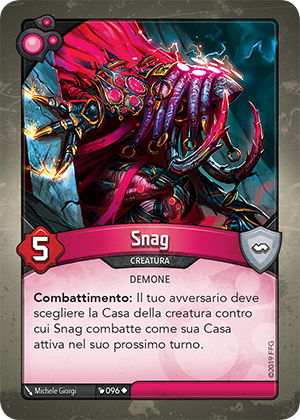 Snag
CREATURA
5
DEMONE
Combattimento: Il tuo avversario deve
scegliere la Casa della creatura contro
cui Snag combatte come sua Casa
attiva nel suo prossimo turno.
©2019 FFG
Michele Giorgi
096